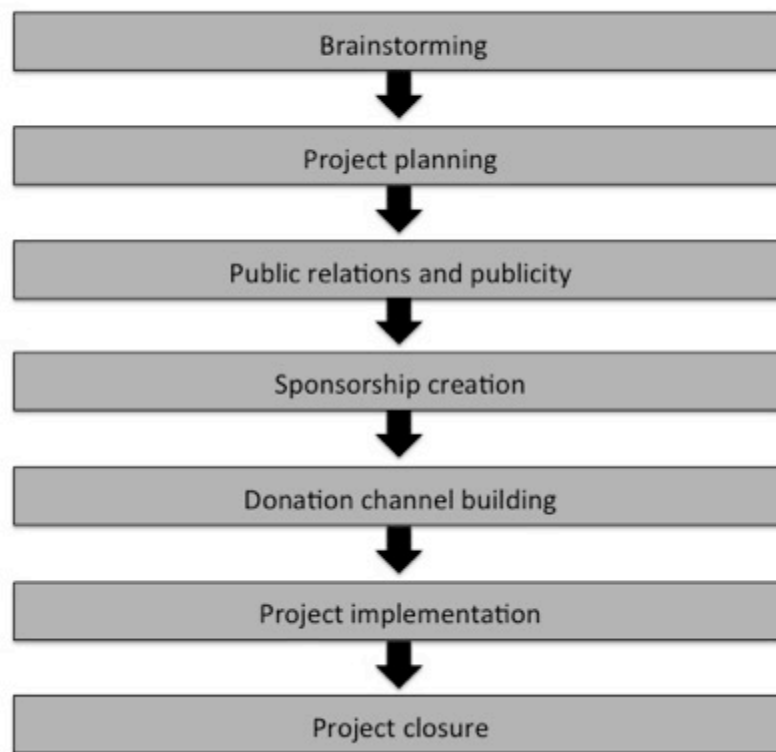 Brainstorming
Project planning
Public relations and publicity
Sponsorship creation
Donation channel building
Project implementation
Project closure